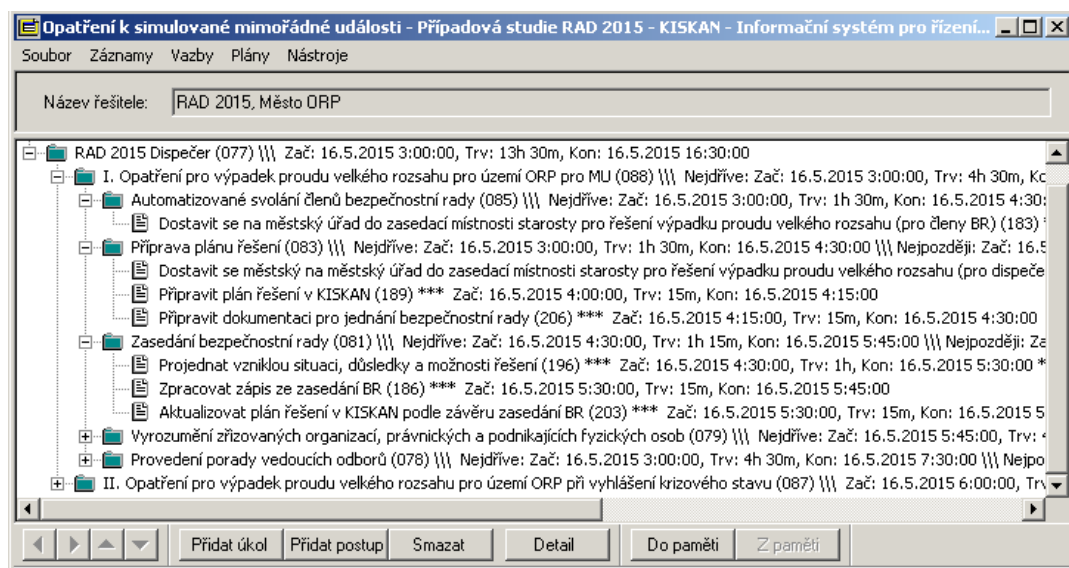 Opatření k simulované mimořádné události - Případová studie RAD 2015 - KISKAN - Informační systém pro řízení...
Soubor Záznamy Vazby Plány Nástroje
Název řešitele: RAD 2015, Město ORP
RAD 2015 Dispečer (077) \\\ Zač: 16.5.2015 3:00:00, Trv: 13h 30m, Kon: 16.5.2015 16:30:00
I. Opatření pro výpadek proudu velkého rozsahu pro území ORP pro MU (088) \\\ Nejdříve: Zač: 16.5.2015 3:00:00, Trv: 4h 30m, Kc
Automatizované svolání členů bezpečnostní rady (085) \\\ Nejdříve: Zač: 16.5.2015 3:00:00, Trv: 1h 30m, Kon: 16.5.2015 4:30:
Dostavit se na městský úřad do zasedací místnosti starosty pro řešení výpadku proudu velkého rozsahu (pro členy BR) (183)
Příprava plánu řešení (083) \\\ Nejdříve: Zač: 16.5.2015 3:00:00, Trv: 1h 30m, Kon: 16.5.2015 4:30:00 \\\ Nejpozději: Zač: 16.5
Dostavit se městský na městský úřad do zasedací místnosti starosty pro řešení výpadku proudu velkého rozsahu (pro dispeče
Připravit plán řešení v KISKAN (189) *** Zač: 16.5.2015 4:00:00, Trv: 15m, Kon: 16.5.2015 4:15:00
Připravit dokumentaci pro jednání bezpečnostní rady (206) *** Zač: 16.5.2015 4:15:00, Trv: 15m, Kon: 16.5.2015 4:30:00
Zasedání bezpečnostní rady (081) \\\ Nejdříve: Zač: 16.5.2015 4:30:00, Trv: 1h 15m, Kon: 16.5.2015 5:45:00 \\\ Nejpozději: Za
Projednat vzniklou situaci, důsledky a možnosti řešení (196) *** Zač: 16.5.2015 4:30:00, Trv: 1h, Kon: 16.5.2015 5:30:00 *
Zpracovat zápis ze zasedání BR (186) *** Zač: 16.5.2015 5:30:00, Trv: 15m, Kon: 16.5.2015 5:45:00
Aktualizovat plán řešení v KISKAN podle závěru zasedání BR (203) *** Zač: 16.5.2015 5:30:00, Trv: 15m, Kon: 16.5.2015 5
Vyrozumění zřizovaných organizací, právnických a podnikajících fyzických osob (079) \\\ Nejdříve: Zač: 16.5.2015 5:45:00, Trv:
Provedení porady vedoucích odborů (078) \\\ Nejdříve: Zač: 16.5.2015 3:00:00, Trv: 4h 30m, Kon: 16.5.2015 7:30:00 \\\ Nejpo
II. Opatření pro výpadek proudu velkého rozsahu pro území ORP při vyhlášení krizového stavu (087) \\\ Zač: 16.5.2015 6:00:00, Trv
Přidat úkol Přidat postup Smazat Detail Do paměti Z paměti